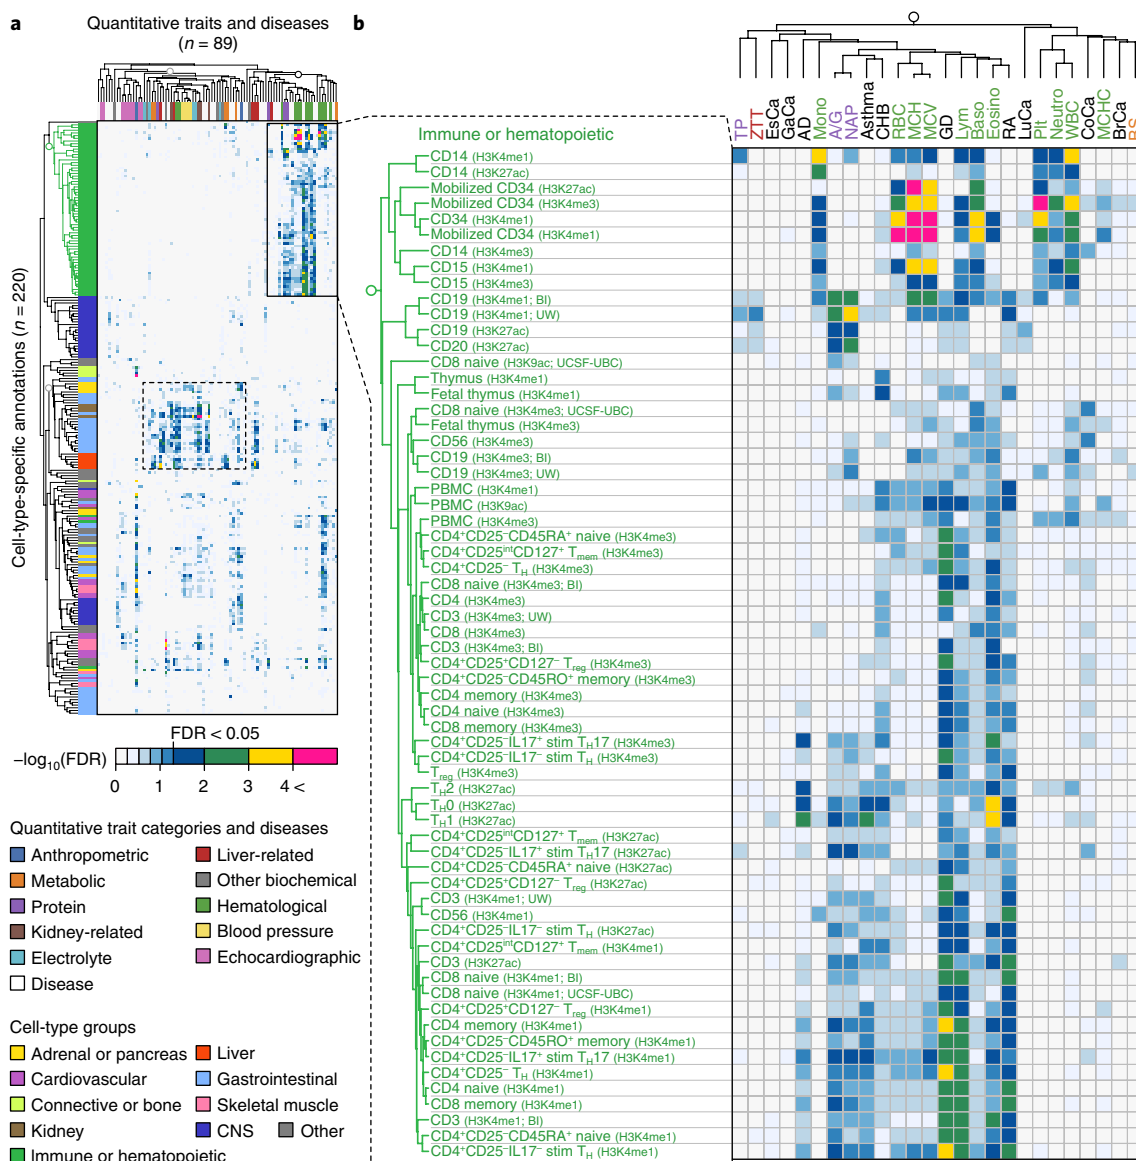 a
Quantitative traits and diseases
(n = 89)
Cell-type-specific annotations (n = 220)
FDR < 0.05
−log10(FDR)
0 1 2 3 4 <
Quantitative trait categories and diseases
Anthropometric
Metabolic
Protein
Kidney-related
Electrolyte
Disease
Liver-related
Other biochemical
Hematological
Blood pressure
Echocardiographic
Cell-type groups
Adrenal or pancreas
Cardiovascular
Connective or bone
Kidney
Immune or hematopoietic
Liver
Gastrointestinal
Skeletal muscle
CNS
Other
b
TP
ZTT
EsCa
GaCa
AD
Mono
A/G
NAP
Asthma
CHB
RBC
MCH
MCV
GD
Lym
Baso
Eosino
RA
LuCa
Plt
Neutro
WBC
CoCa
MCHC
BrCa
BS
Immune or hematopoietic
CD14 (H3K4me1)
CD14 (H3K27ac)
Mobilized CD34 (H3K27ac)
Mobilized CD34 (H3K4me3)
CD34 (H3K4me1)
Mobilized CD34 (H3K4me1)
CD14 (H3K4me3)
CD15 (H3K4me1)
CD15 (H3K4me3)
CD19 (H3K4me1; BI)
CD19 (H3K4me1; UW)
CD19 (H3K27ac)
CD20 (H3K27ac)
CD8 naive (H3K9ac; UCSF-UBC)
Thymus (H3K4me1)
Fetal thymus (H3K4me1)
CD8 naive (H3K4me3; UCSF-UBC)
Fetal thymus (H3K4me3)
CD56 (H3K4me3)
CD19 (H3K4me3; BI)
CD19 (H3K4me3; UW)
PBMC (H3K4me1)
PBMC (H3K9ac)
PBMC (H3K4me3)
CD4+CD25−CD45RA+ naive (H3K4me3)
CD4+CD25intCD127+ Tmem (H3K4me3)
CD4+CD25− TH (H3K4me3)
CD8 naive (H3K4me3; BI)
CD4 (H3K4me3)
CD3 (H3K4me3; UW)
CD8 (H3K4me3)
CD3 (H3K4me3; BI)
CD4+CD25+CD127− Treg (H3K4me3)
CD4+CD25−CD45RO+ memory (H3K4me3)
CD4 memory (H3K4me3)
CD4 naive (H3K4me3)
CD8 memory (H3K4me3)
CD4+CD25−IL17+ stim TH17 (H3K4me3)
CD4+CD25−IL17− stim TH (H3K4me3)
Treg (H3K4me3)
TH2 (H3K27ac)
TH0 (H3K27ac)
TH1 (H3K27ac)
CD4+CD25intCD127+ Tmem (H3K27ac)
CD4+CD25−IL17+ stim TH17 (H3K27ac)
CD4+CD25−CD45RA+ naive (H3K27ac)
CD4+CD25+CD127− Treg (H3K27ac)
CD3 (H3K4me1; UW)
CD56 (H3K4me1)
CD4+CD25−IL17− stim TH (H3K27ac)
CD4+CD25intCD127+ Tmem (H3K4me1)
CD3 (H3K27ac)
CD8 naive (H3K4me1; BI)
CD8 naive (H3K4me1; UCSF-UBC)
CD4+CD25+CD127− Treg (H3K4me1)
CD4 memory (H3K4me1)
CD4+CD25−CD45RO+ memory (H3K4me1)
CD4+CD25−IL17+ stim TH17 (H3K4me1)
CD4+CD25− TH (H3K4me1)
CD4 naive (H3K4me1)
CD8 memory (H3K4me1)
CD3 (H3K4me1; BI)
CD4+CD25−CD45RA+ naive (H3K4me1)
CD4+CD25−IL17− stim TH (H3K4me1)